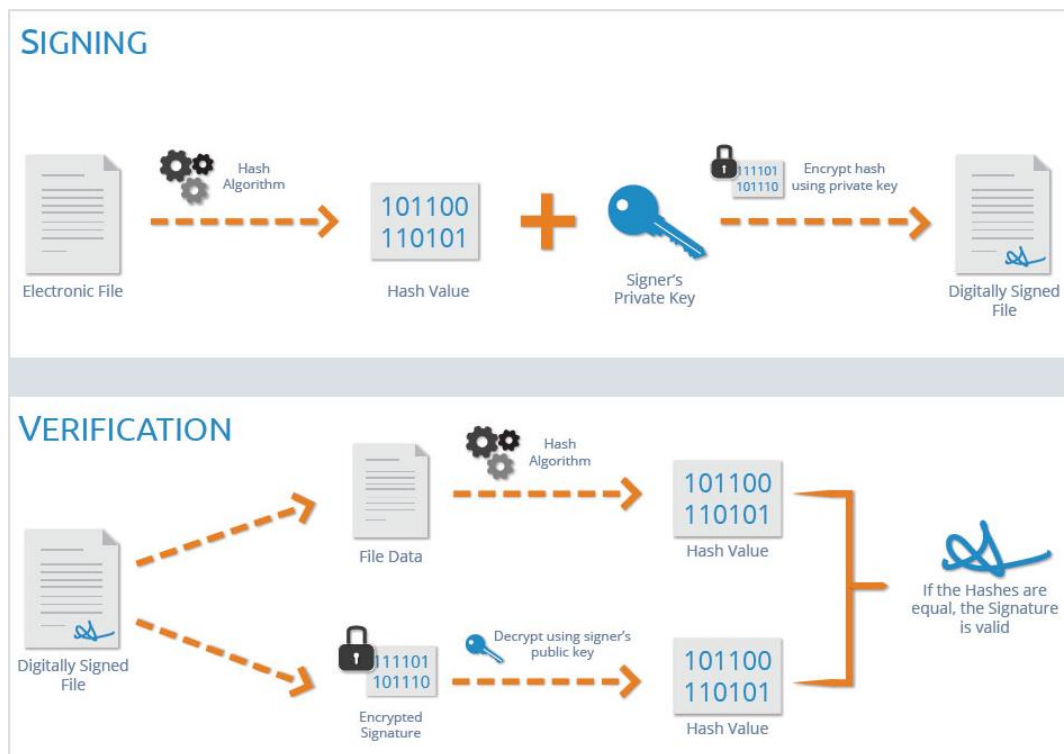 SIGNING
Hash
Algorithm
111101
101110
Encrypt hash
using private key
101100
110101
Electronic File
Hash Value
Signer's
Private Key
Digitally Signed
File
VERIFICATION
Hash
Algorithm
101100
110101
File Data
Hash Value
If the Hashes are
equal, the Signature
is valid
Decrypt using signer's
public key
111101
101110
101100
110101
Digitally Signed
File
Encrypted
Signature
Hash Value